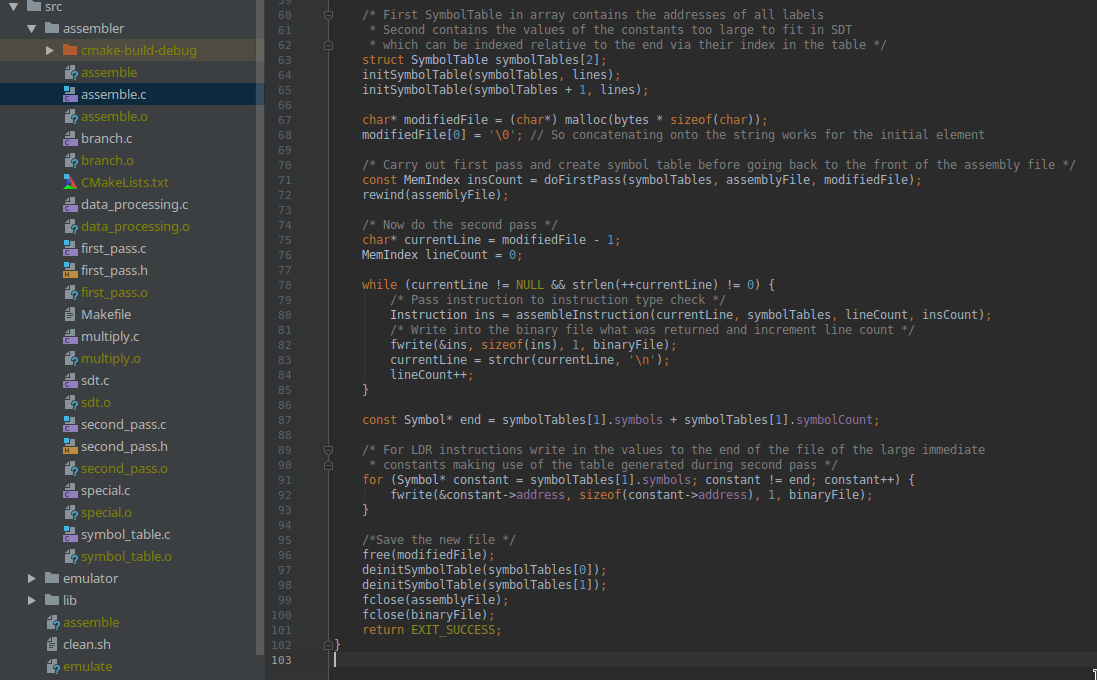 src
assembler
cmake-build-debug
assemble
assemble.c
assemble.o
branch.c
branch.o
CMakeLists.txt
data_processing.c
data_processing.o
first_pass.c
first_pass.h
first_pass.o
Makefile
multiply.c
multiply.o
sdt.c
sdt.o
second_pass.c
second_pass.h
second_pass.o
special.c
special.o
symbol_table.c
symbol_table.o
emulator
lib
assemble
clean.sh
emulate
59
60 /* First SymbolTable in array contains the addresses of all labels
61 * Second contains the values of the constants too large to fit in SDT
62 * which can be indexed relative to the end via their index in the table */
63 struct SymbolTable symbolTables[2];
64 initSymbolTable(symbolTables, lines);
65 initSymbolTable(symbolTables + 1, lines);
66
67 char* modifiedFile = (char*) malloc(bytes * sizeof(char));
68 modifiedFile[0] = '\0'; // So concatenating onto the string works for the initial element
69
70 /* Carry out first pass and create symbol table before going back to the front of the assembly file */
71 const MemIndex insCount = doFirstPass(symbolTables, assemblyFile, modifiedFile);
72 rewind(assemblyFile);
73
74 /* Now do the second pass */
75 char* currentLine = modifiedFile - 1;
76 MemIndex lineCount = 0;
77
78 while (currentLine != NULL && strlen(++currentLine) != 0) {
79 /* Pass instruction to instruction type check */
80 Instruction ins = assembleInstruction(currentLine, symbolTables, lineCount, insCount);
81 /* Write into the binary file what was returned and increment line count */
82 fwrite(&ins, sizeof(ins), 1, binaryFile);
83 currentLine = strchr(currentLine, '\n');
84 lineCount++;
85 }
86
87 const Symbol* end = symbolTables[1].symbols + symbolTables[1].symbolCount;
88
89 /* For LDR instructions write in the values to the end of the file of the large immediate
90 * constants making use of the table generated during second pass */
91 for (Symbol* constant = symbolTables[1].symbols; constant != end; constant++) {
92 fwrite(&constant->address, sizeof(constant->address), 1, binaryFile);
93 }
94
95 /*Save the new file */
96 free(modifiedFile);
97 deinitSymbolTable(symbolTables[0]);
98 deinitSymbolTable(symbolTables[1]);
99 fclose(assemblyFile);
100 fclose(binaryFile);
101 return EXIT_SUCCESS;
102 }
103